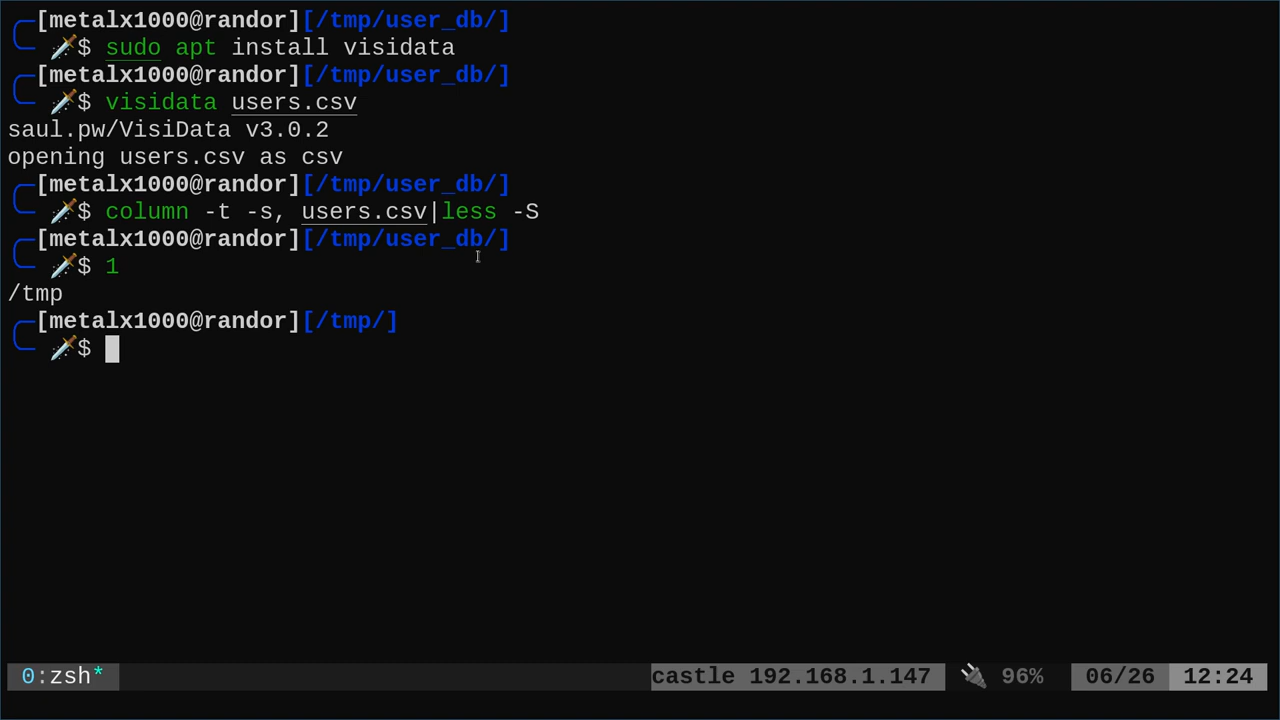 [metalx1000@randor][/tmp/user_db/]
$ sudo apt install visidata
[metalx1000@randor][/tmp/user_db/]
$ visidata users.csv
saul.pw/VisiData v3.0.2
opening users.csv as csv
[metalx1000@randor][/tmp/user_db/]
$ column -t -s, users.csv|less -S
[metalx1000@randor][/tmp/user_db/]
$ 1
/tmp
[metalx1000@randor][/tmp/]
$
0:zsh* castle 192.168.1.147 96% 06/26 12:24